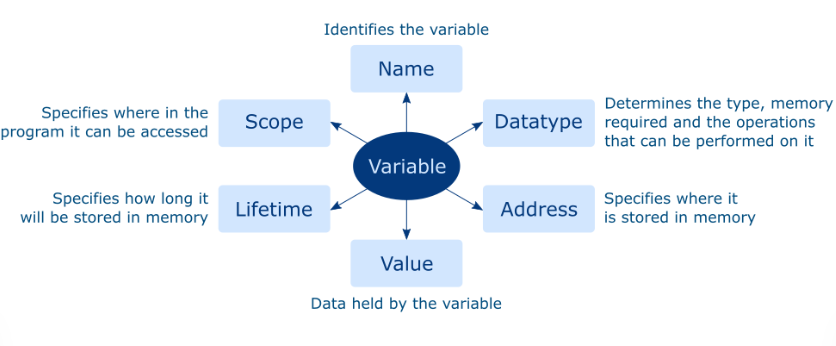 Identifies the variable
Name
Specifies where in the
program it can be accessed
Scope
Datatype
Determines the type, memory
required and the operations
that can be performed on it
Variable
Specifies how long it
will be stored in memory
Lifetime
Address
Specifies where it
is stored in memory
Value
Data held by the variable